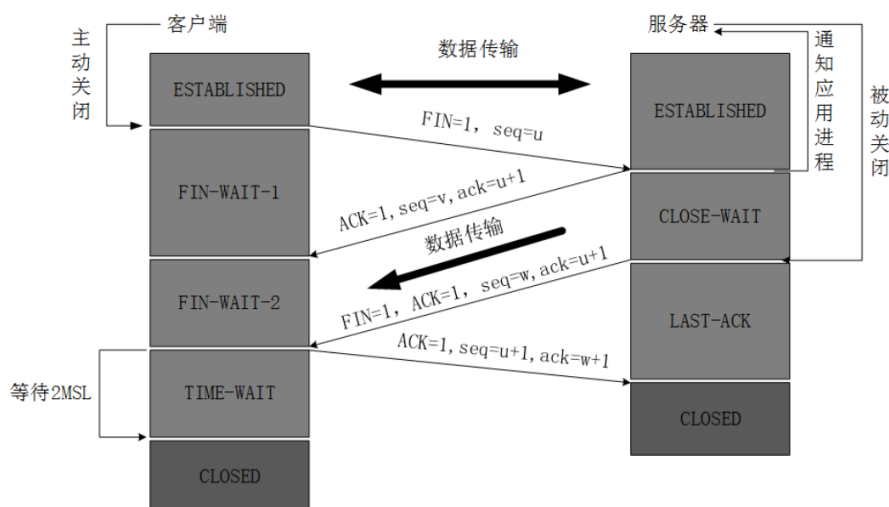 客户端
服务器
主动关闭
数据传输
通知应用进程
被动关闭
ESTABLISHED
ESTABLISHED
FIN=1, seq=u
FIN-WAIT-1
ACK=1,seq=v,ack=u+1
CLOSE-WAIT
数据传输
FIN=1, ACK=1, seq=w,ack=u+1
FIN-WAIT-2
LAST-ACK
ACK=1,seq=u+1,ack=w+1
等待2MSL
TIME-WAIT
CLOSED
CLOSED